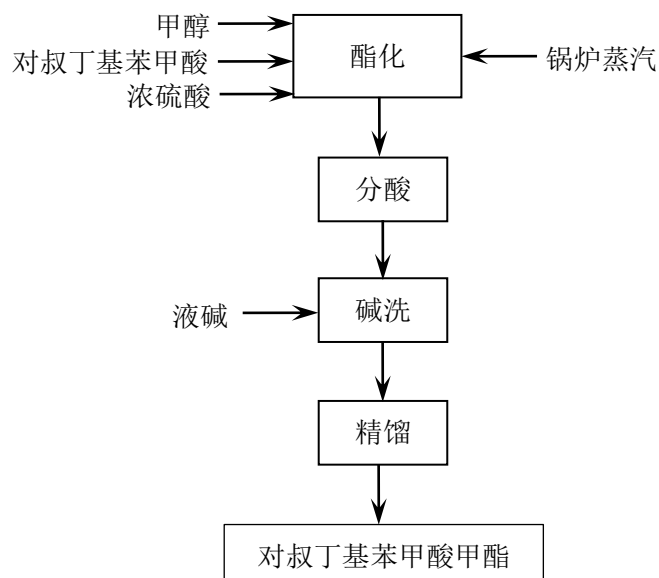 甲醇
对叔丁基苯甲酸
浓硫酸
酯化
锅炉蒸汽
分酸
液碱
碱洗
精馏
对叔丁基苯甲酸甲酯